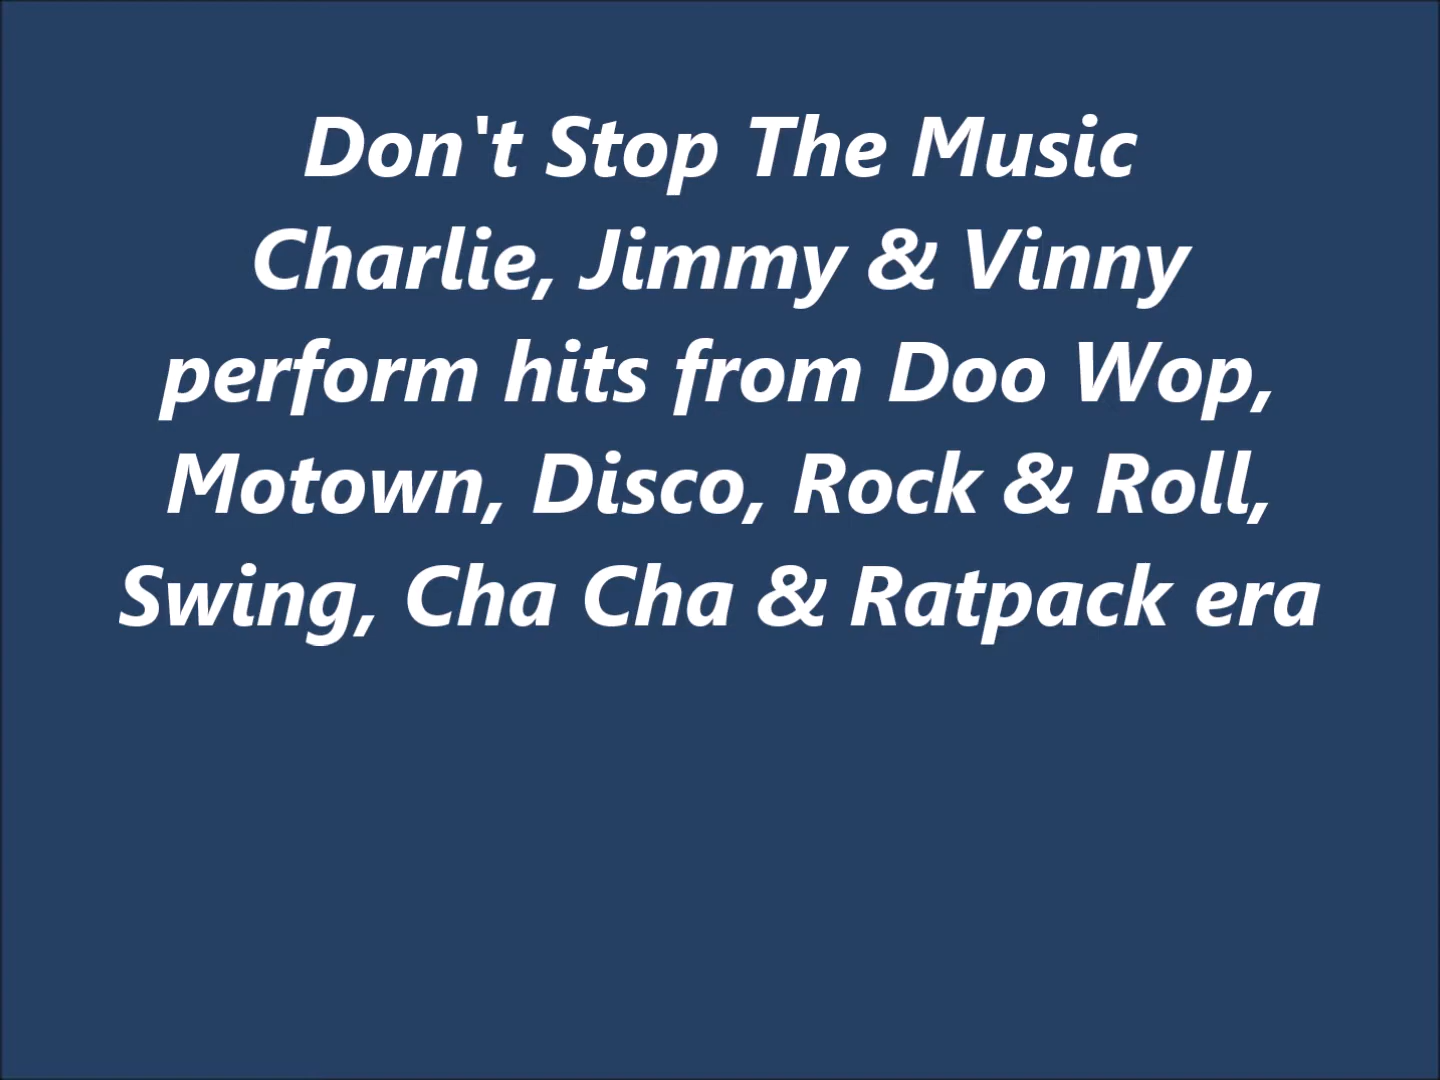 Don't Stop The Music
Charlie, Jimmy & Vinny
perform hits from Doo Wop,
Motown, Disco, Rock & Roll,
Swing, Cha Cha & Ratpack era